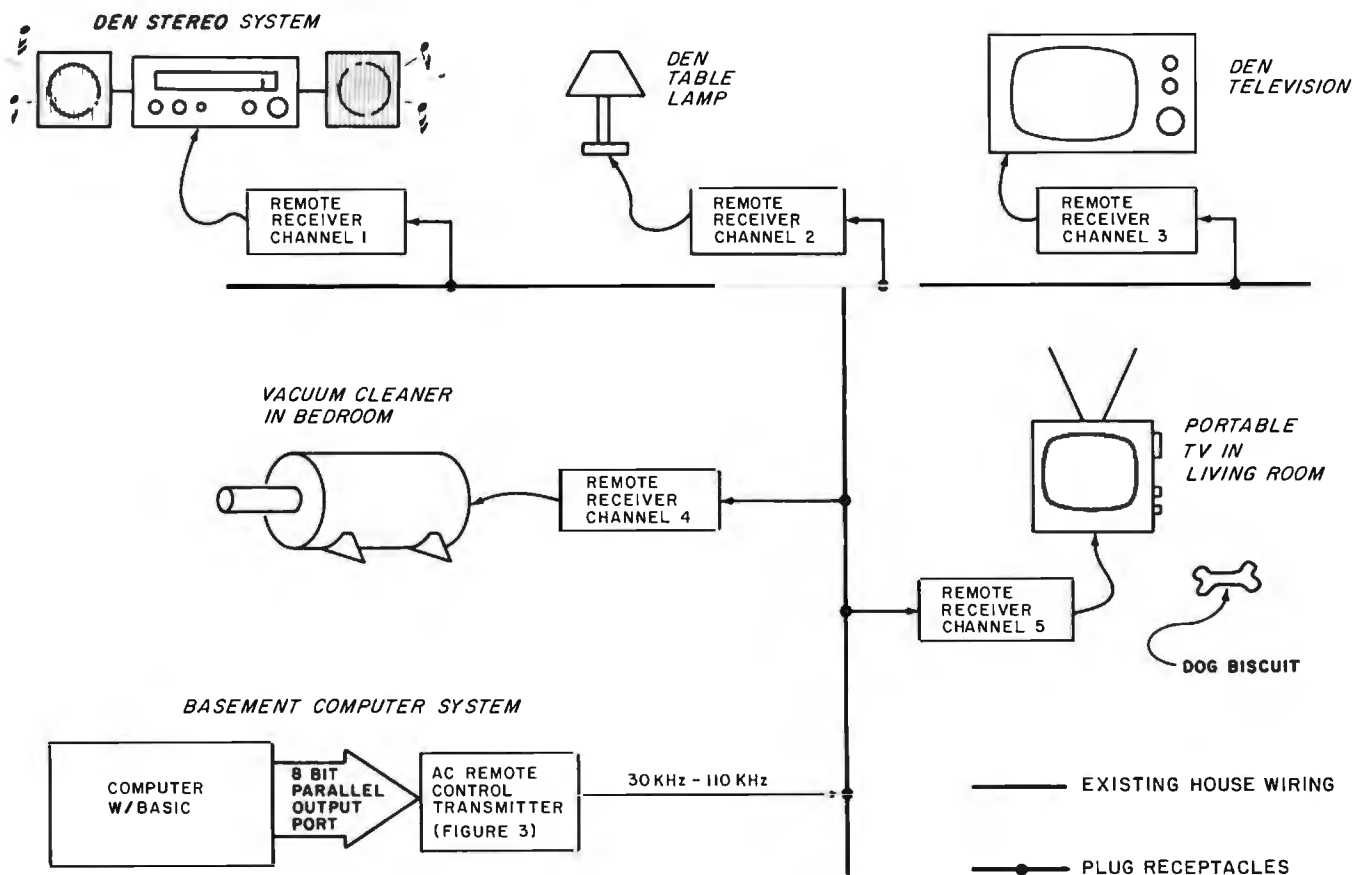 DEN STEREO SYSTEM
DEN
TABLE
LAMP
DEN
TELEVISION
REMOTE
RECEIVER
CHANNEL 1
REMOTE
RECEIVER
CHANNEL 2
REMOTE
RECEIVER
CHANNEL 3
VACUUM CLEANER
IN BEDROOM
REMOTE
RECEIVER
CHANNEL 4
PORTABLE
TV IN
LIVING ROOM
REMOTE
RECEIVER
CHANNEL 5
DOG BISCUIT
BASEMENT COMPUTER SYSTEM
COMPUTER
W/BASIC
8 BIT
PARALLEL
OUTPUT
PORT
AC REMOTE
CONTROL
TRANSMITTER
(FIGURE 3)
30 KHz - 110 KHz
EXISTING HOUSE WIRING
PLUG RECEPTACLES